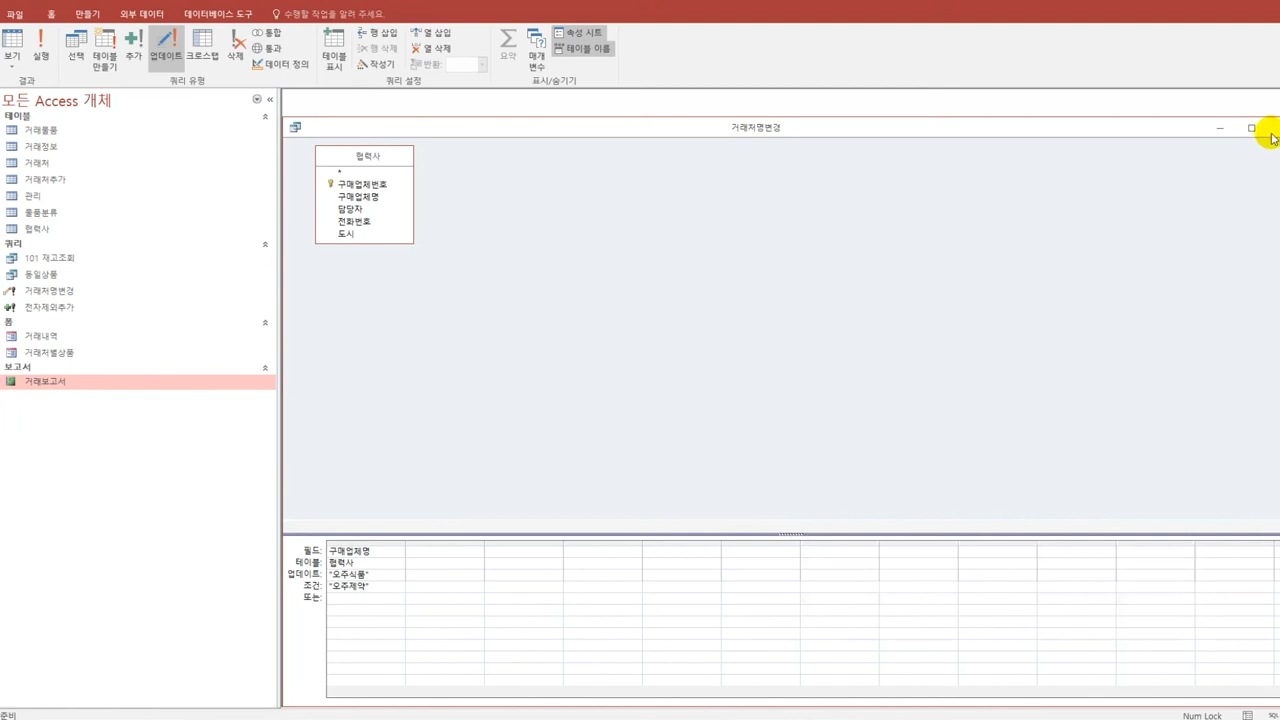 파일 홈 만들기 외부 데이터 데이터베이스 도구 수행할 작업을 알려 주세요.
보기 실행 선택 테이블 만들기 추가 업데이트 크로스탭 삭제 통합 테이블 표시 행 삽입 열 삽입 요약 매개 변수 속성 시트
통과 행 삭제 열 삭제 테이블 이름
데이터 정의 작성기 반환:
결과 쿼리 유형 쿼리 설정 표시/숨기기
모든 Access 개체
테이블
거래물품
거래정보
거래처
거래처추가
관리
물품분류
협력사
쿼리
101 재고조회
동일상품
거래처명변경
전자제외추가
폼
거래내역
거래처별상품
보고서
거래보고서
거래처명변경
협력사
*
구매업체번호
구매업체명
담당자
전화번호
도시
필드: 구매업체명
테이블: 협력사
업데이트: "오주식품"
조건: "오주제약"
또는:
준비 Num Lock